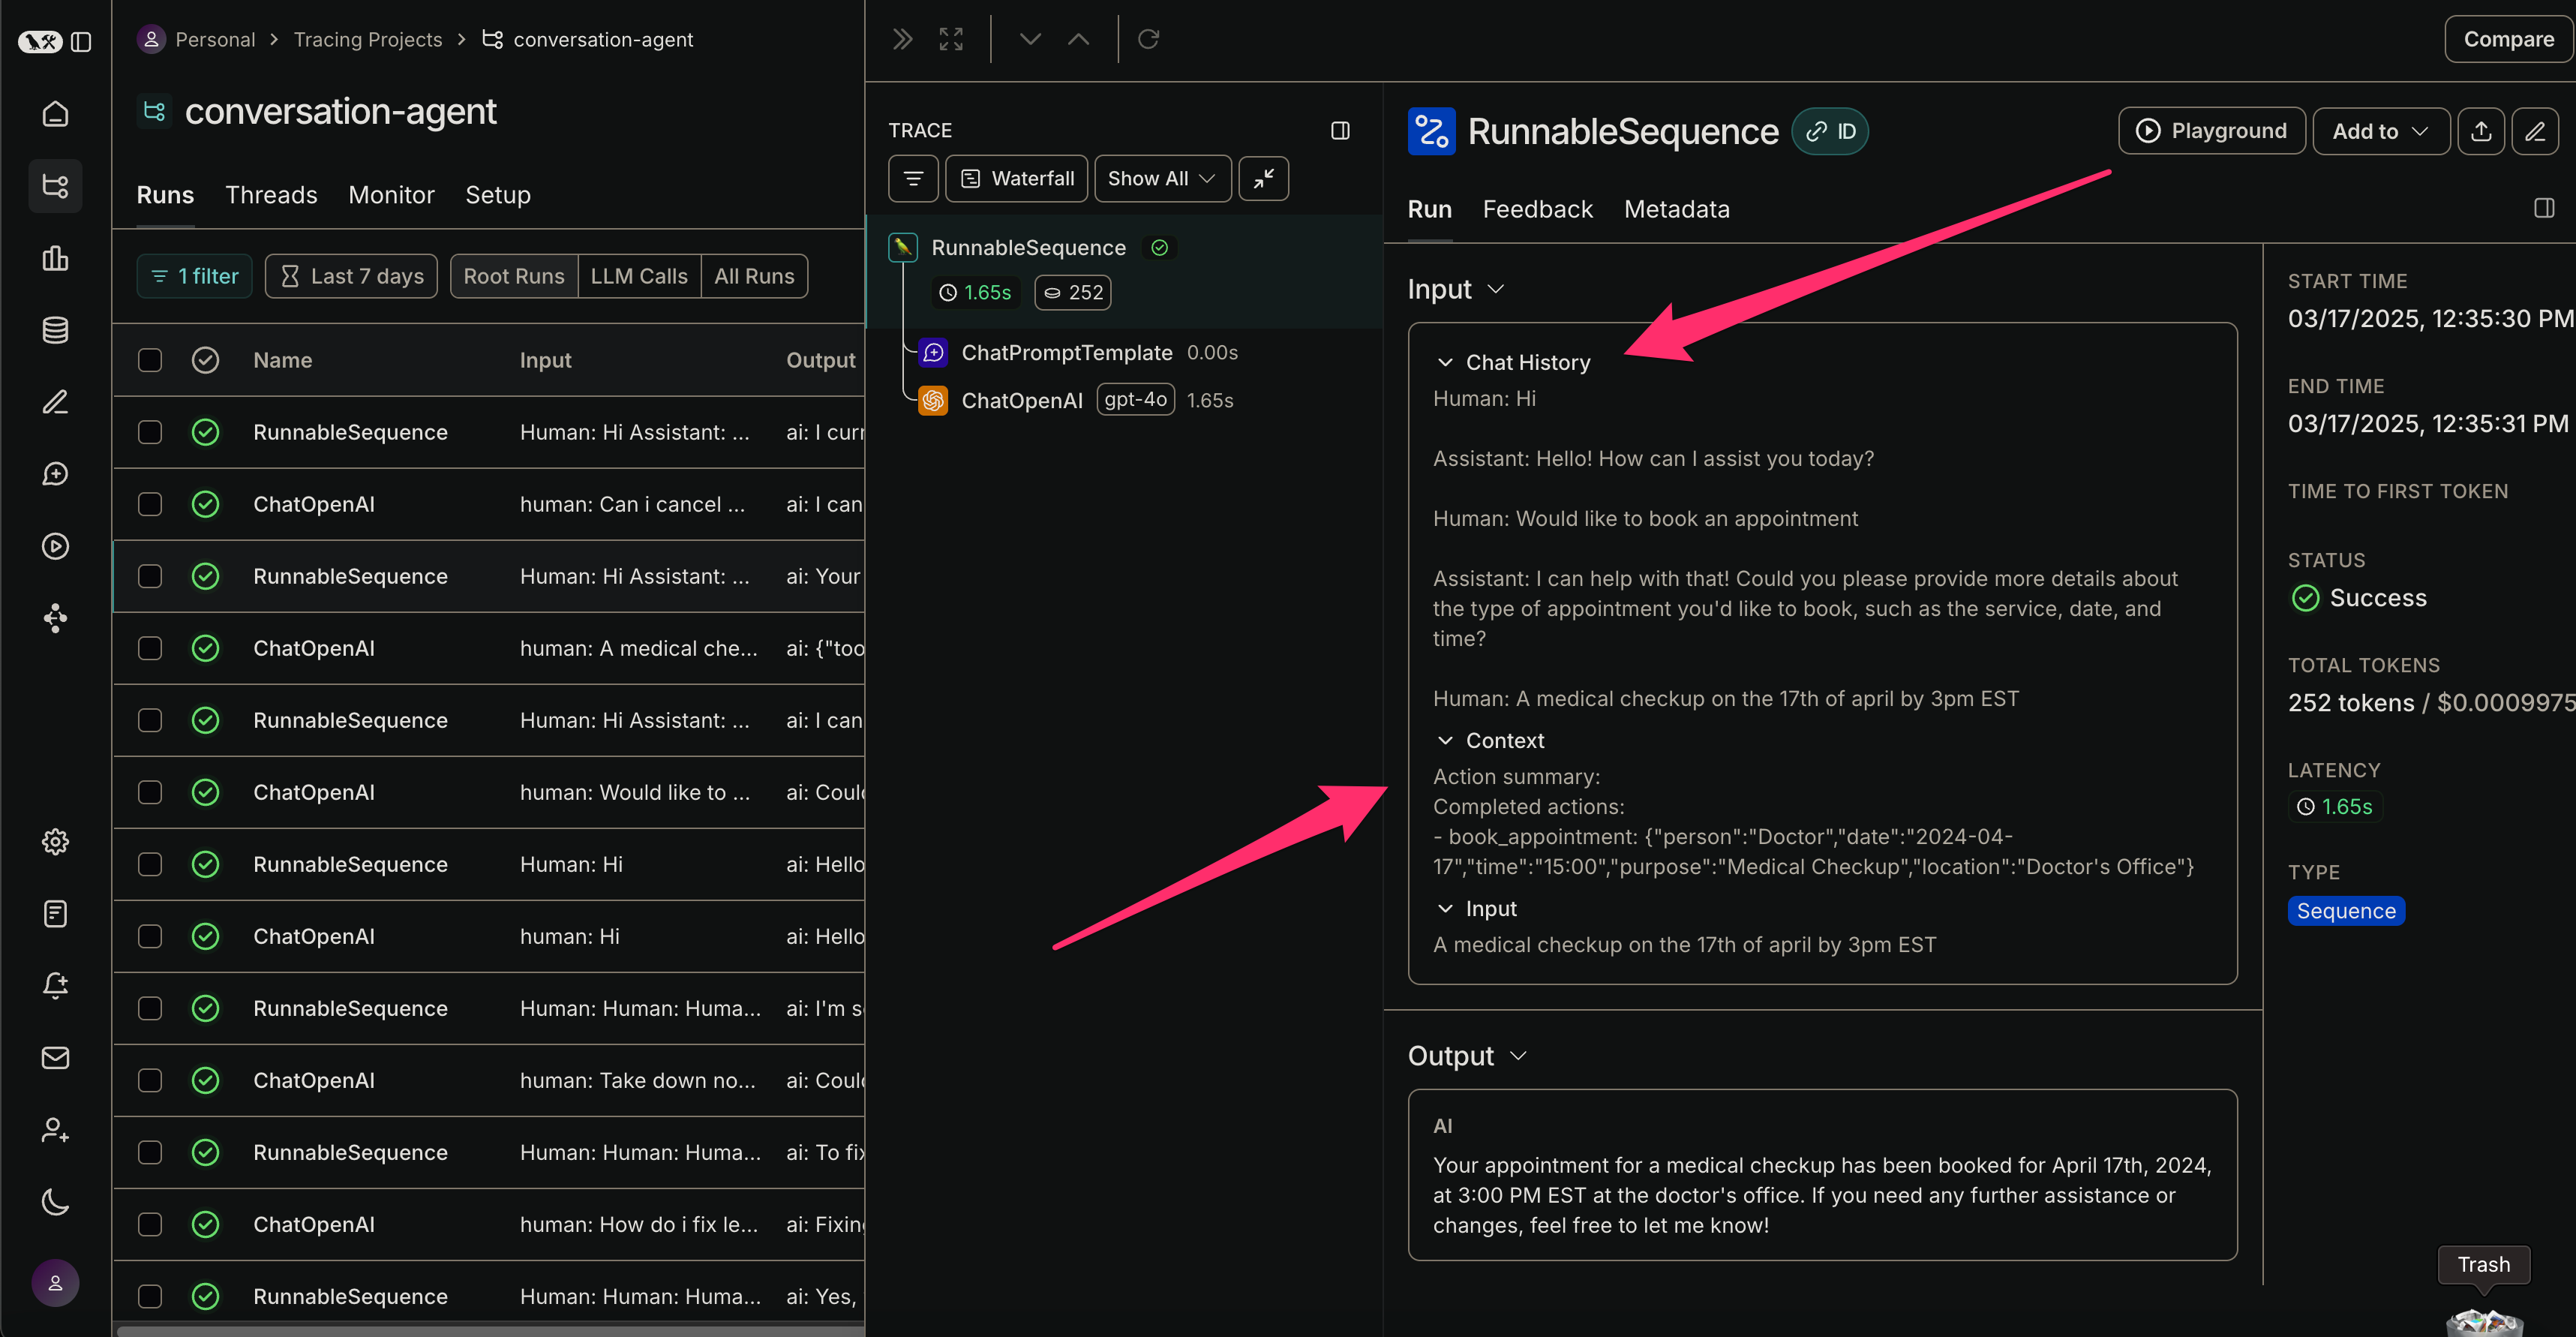 Personal > Tracing Projects > conversation-agent
Compare
conversation-agent
Runs Threads Monitor Setup
1 filter Last 7 days Root Runs LLM Calls All Runs
Name Input Output
RunnableSequence Human: Hi Assistant: ... ai: I curr
ChatOpenAI human: Can i cancel ... ai: I can
RunnableSequence Human: Hi Assistant: ... ai: Your
ChatOpenAI human: A medical che... ai: {"too
RunnableSequence Human: Hi Assistant: ... ai: I can
ChatOpenAI human: Would like to ... ai: Coul
RunnableSequence Human: Hi ai: Hello
ChatOpenAI human: Hi ai: Hello
RunnableSequence Human: Human: Huma... ai: I'm s
ChatOpenAI human: Take down no... ai: Coul
RunnableSequence Human: Human: Huma... ai: To fi
ChatOpenAI human: How do i fix le... ai: Fixin
RunnableSequence Human: Human: Huma... ai: Yes,
TRACE
Waterfall Show All
RunnableSequence
1.65s 252
ChatPromptTemplate 0.00s
ChatOpenAI gpt-4o 1.65s
RunnableSequence ID Playground Add to
Run Feedback Metadata
Input
Chat History
Human: Hi
Assistant: Hello! How can I assist you today?
Human: Would like to book an appointment
Assistant: I can help with that! Could you please provide more details about
the type of appointment you'd like to book, such as the service, date, and
time?
Human: A medical checkup on the 17th of april by 3pm EST
Context
Action summary:
Completed actions:
- book_appointment: {"person":"Doctor","date":"2024-04-
17","time":"15:00","purpose":"Medical Checkup","location":"Doctor's Office"}
Input
A medical checkup on the 17th of april by 3pm EST
Output
AI
Your appointment for a medical checkup has been booked for April 17th, 2024,
at 3:00 PM EST at the doctor's office. If you need any further assistance or
changes, feel free to let me know!
START TIME
03/17/2025, 12:35:30 PM
END TIME
03/17/2025, 12:35:31 PM
TIME TO FIRST TOKEN
STATUS
Success
TOTAL TOKENS
252 tokens / $0.0009975
LATENCY
1.65s
TYPE
Sequence
Trash